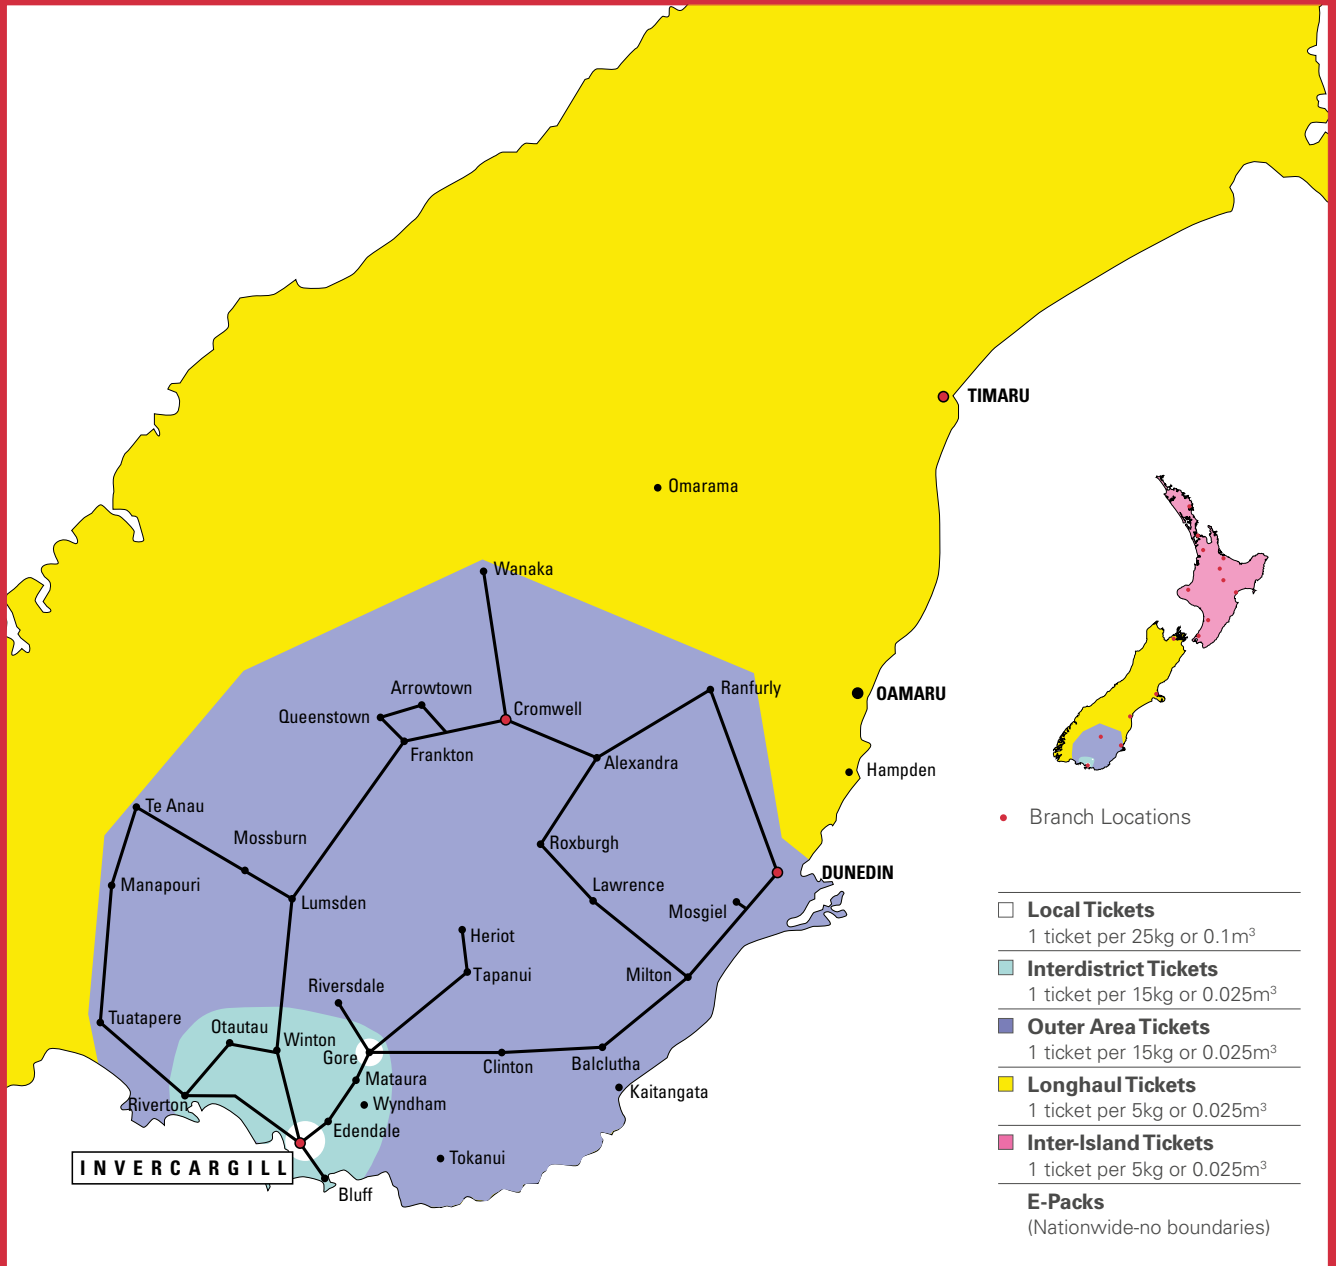 TIMARU
Omarama
Wanaka
Arrowtown
Ranfurly
OAMARU
Queenstown
Cromwell
Frankton
Alexandra
Hampden
Te Anau
Mossburn
Roxburgh
DUNEDIN
Manapouri
Lumsden
Lawrence
Mosgiel
Heriot
Tapanui
Milton
Riversdale
Tuatapere
Otautau
Winton
Gore
Clinton
Balclutha
Mataura
Kaitangata
Riverton
Wyndham
Edendale
Tokanui
INVERCARGILL
Bluff
Branch Locations
Local Tickets
1 ticket per 25kg or 0.1m³
Interdistrict Tickets
1 ticket per 15kg or 0.025m³
Outer Area Tickets
1 ticket per 15kg or 0.025m³
Longhaul Tickets
1 ticket per 5kg or 0.025m³
Inter-Island Tickets
1 ticket per 5kg or 0.025m³
E-Packs
(Nationwide-no boundaries)